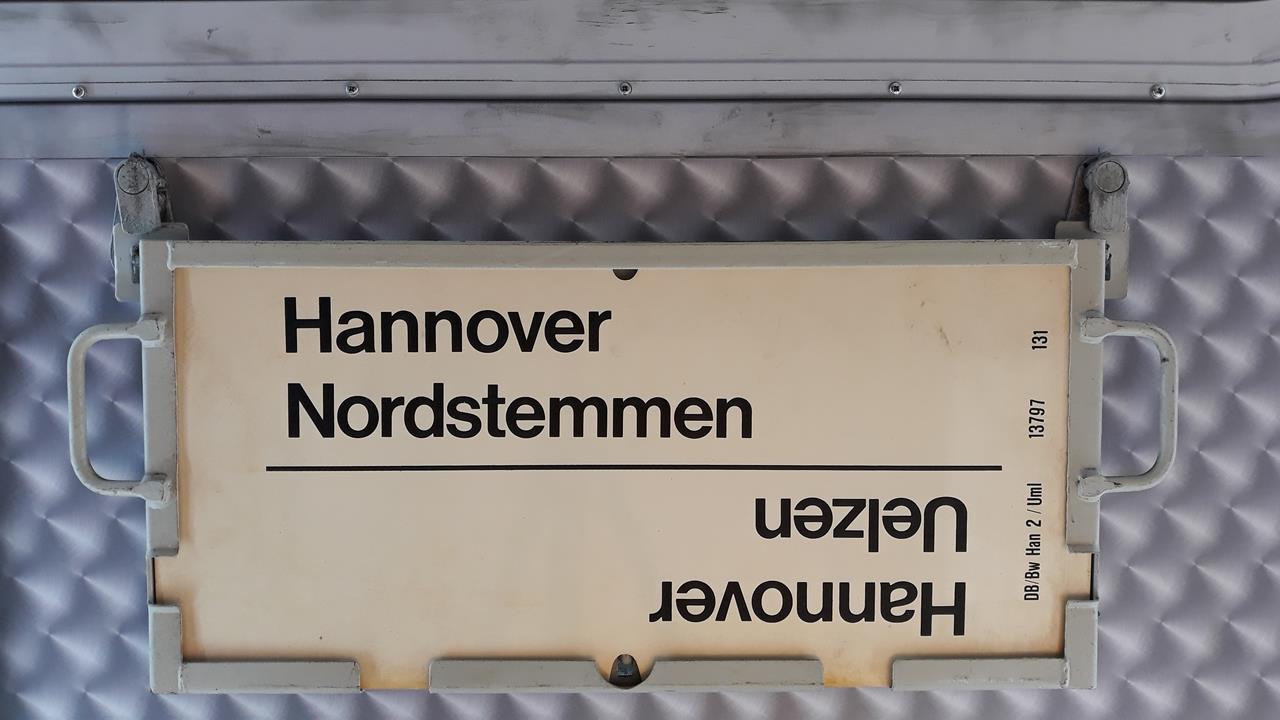 Hannover
Nordstemmen
Hannover
Uelzen
DB/Bw Han 2 / Uml 13797 131